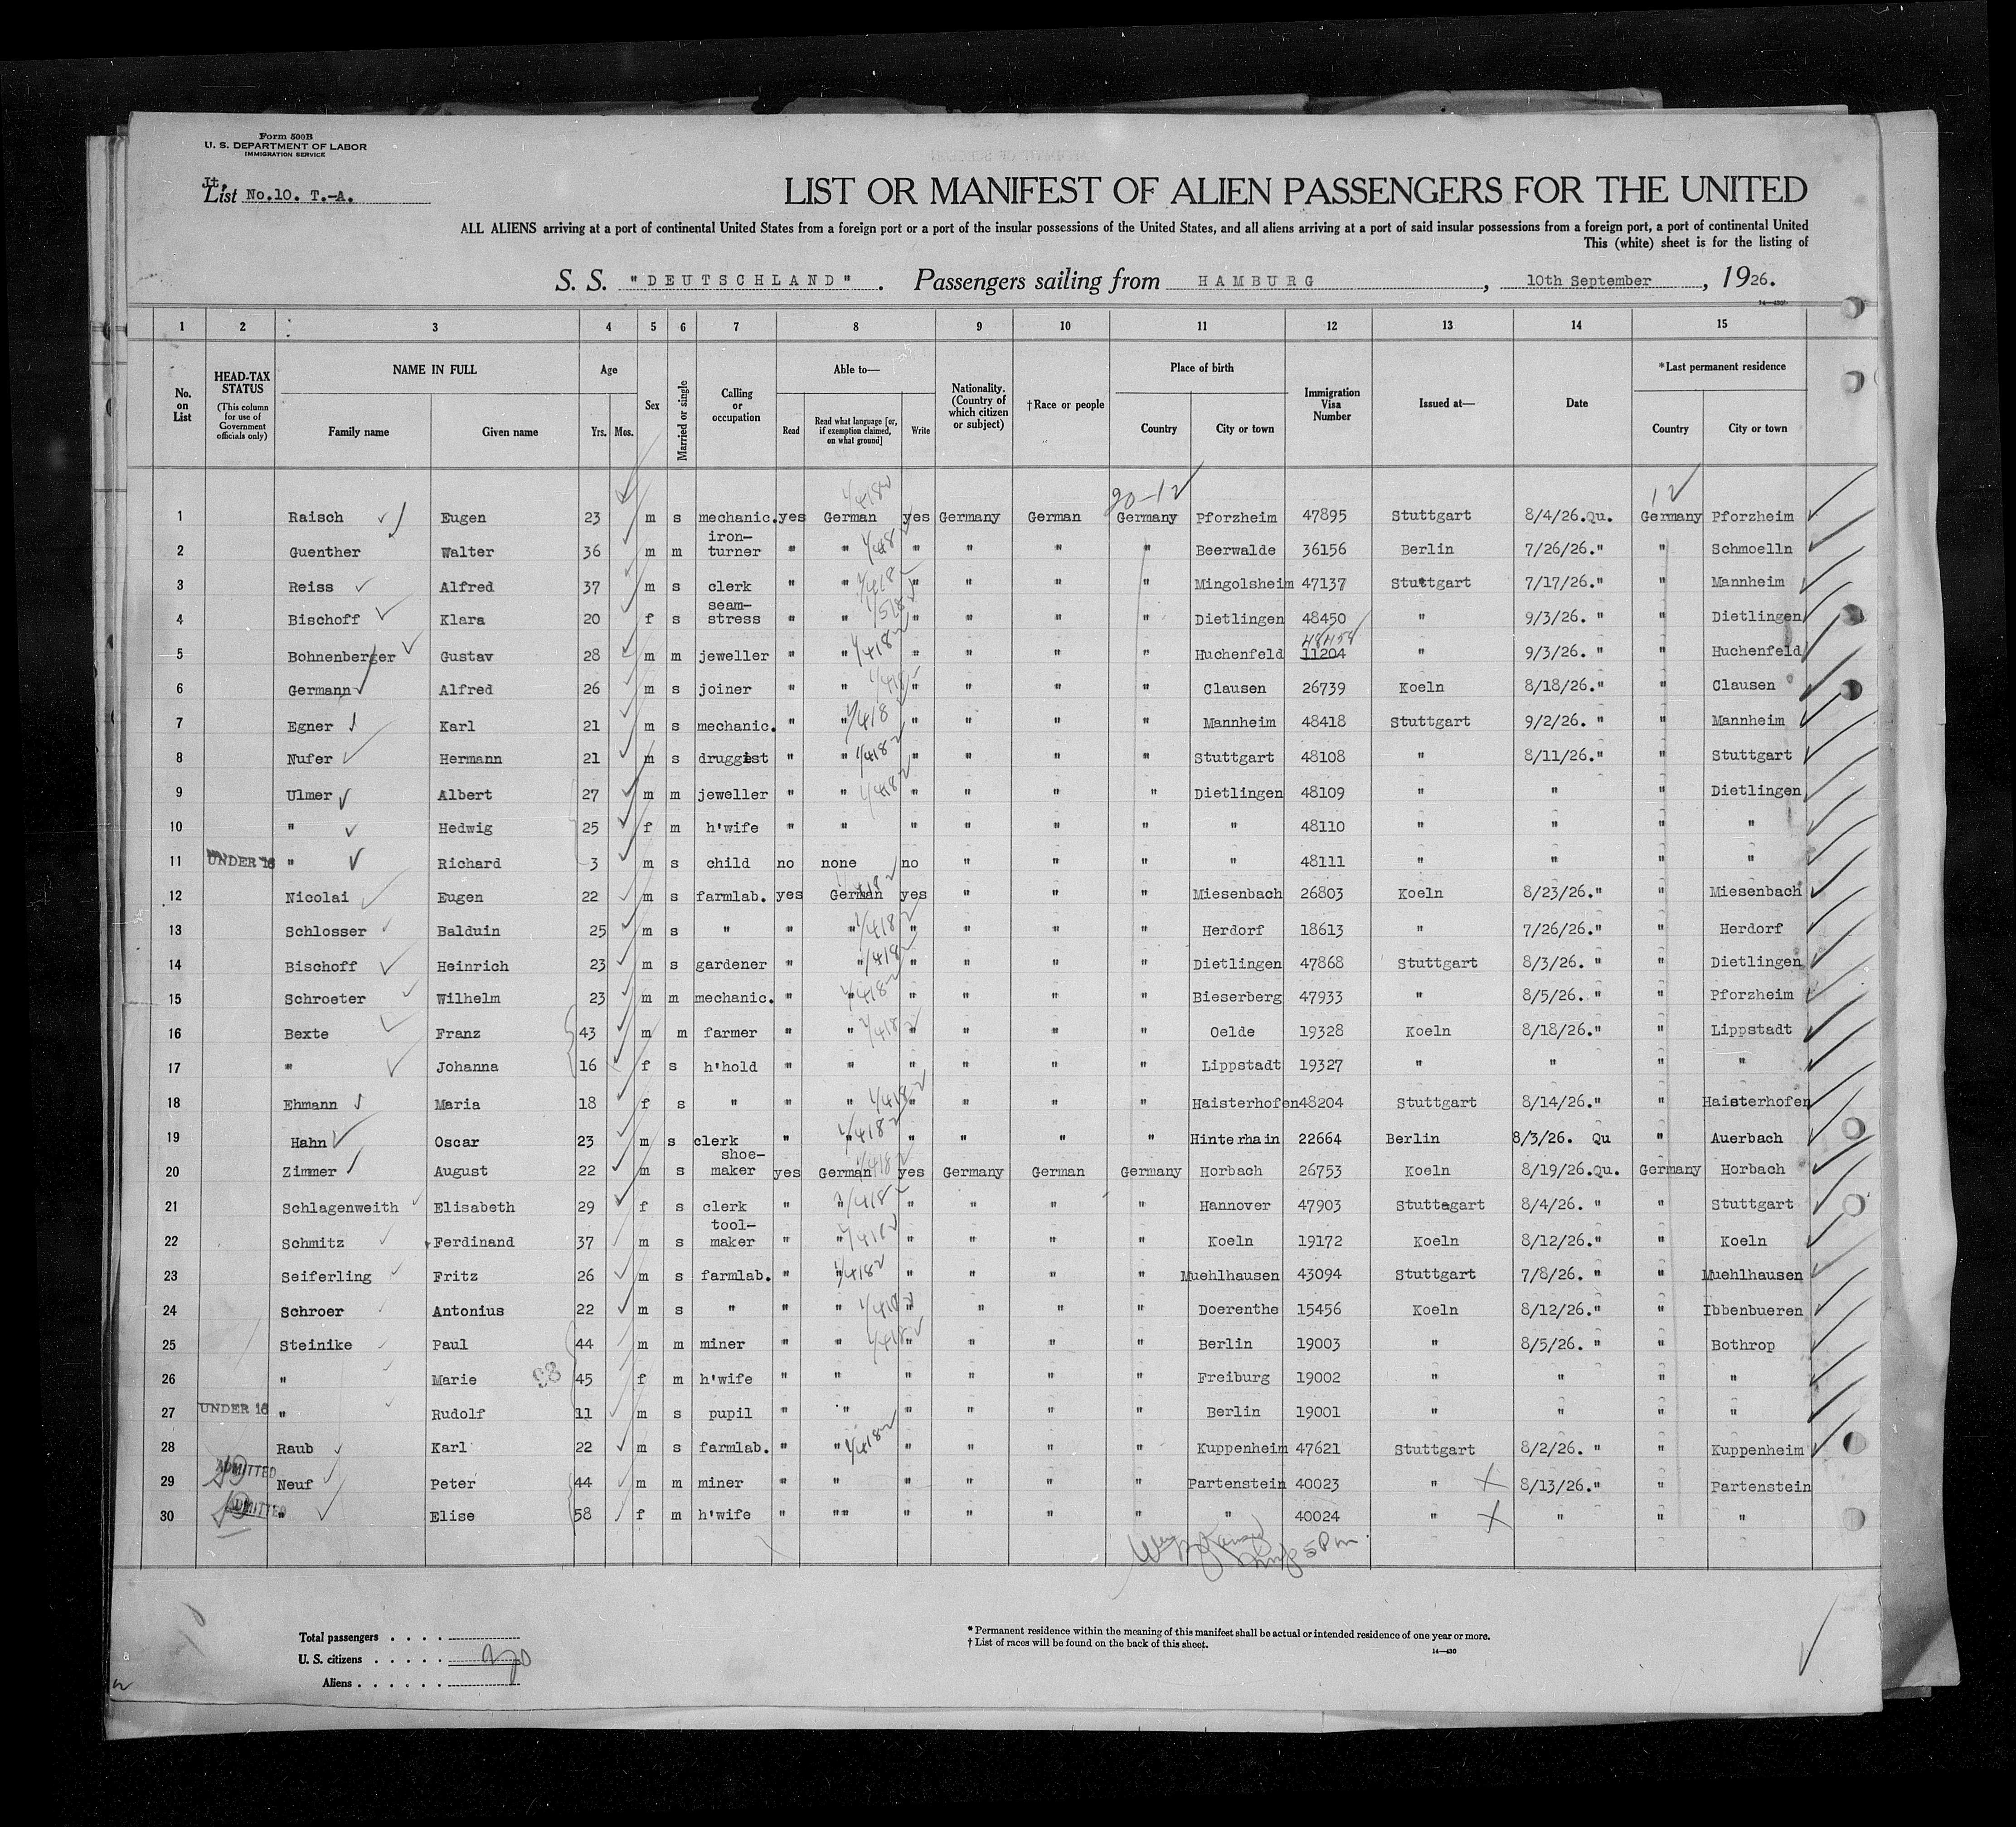 Form 500B
U. S. DEPARTMENT OF LABOR
IMMIGRATION SERVICE
Jt.
List No.10. T.-A.
LIST OR MANIFEST OF ALIEN PASSENGERS FOR THE UNITED
ALL ALIENS arriving at a port of continental United States from a foreign port or a port of the insular possessions of the United States, and all aliens arriving at a port of said insular possessions from a foreign port, a port of continental United
This (white) sheet is for the listing of
S. S. "DEUTSCHLAND". Passengers sailing from HAMBURG, 10th September, 1926.
14—430
1 2 3 4 5 6 7 8 9 10 11 12 13 14 15
No. on List HEAD-TAX STATUS (This column for use of Government officials only) NAME IN FULL Family name Given name Age Yrs. Mos. Sex Married or single Calling or occupation Able to— Read Read what language [or, if exemption claimed, on what ground] Write Nationality. (Country of which citizen or subject) †Race or people Place of birth Country City or town Immigration Visa Number Issued at— Date *Last permanent residence Country City or town
20-12 12
1 Raisch Eugen 23 m s mechanic. yes German yes Germany German Germany Pforzheim 47895 Stuttgart 8/4/26.Qu. Germany Pforzheim
2 Guenther Walter 36 m m iron-turner " " " " " " Beerwalde 36156 Berlin 7/26/26." " Schmoelln
3 Reiss Alfred 37 m s clerk " " " " " " Mingolsheim 47137 Stuttgart 7/17/26." " Mannheim
4 Bischoff Klara 20 f s seam-stress " " " " " " Dietlingen 48450 " 9/3/26. " " Dietlingen
48458
5 Bohnenberger Gustav 28 m m jeweller " " " " " " Huchenfeld 11204 " 9/3/26. " " Huchenfeld
6 Germann Alfred 26 m s joiner " " " " " " Clausen 26739 Koeln 8/18/26." " Clausen
7 Egner Karl 21 m s mechanic. " " " " " " Mannheim 48418 Stuttgart 9/2/26. " " Mannheim
8 Nufer Hermann 21 m s druggist " " " " " " Stuttgart 48108 " 8/11/26." " Stuttgart
9 Ulmer Albert 27 m m jeweller " " " " " " Dietlingen 48109 " " " Dietlingen
10 " Hedwig 25 f m h'wife " " " " " " " 48110 " " " "
11 UNDER 16 " Richard 3 m s child no none no " " " " 48111 " " " "
12 Nicolai Eugen 22 m s farmlab. yes German yes " " " Miesenbach 26803 Koeln 8/23/26." " Miesenbach
13 Schlosser Balduin 25 m s " " " " " " " Herdorf 18613 " 7/26/26." " Herdorf
14 Bischoff Heinrich 23 m s gardener " " " " " " Dietlingen 47868 Stuttgart 8/3/26. " " Dietlingen
15 Schroeter Wilhelm 23 m m mechanic. " " " " " " Bieserberg 47933 " 8/5/26. " " Pforzheim
16 Bexte Franz 43 m m farmer " " " " " " Oelde 19328 Koeln 8/18/26." " Lippstadt
17 " Johanna 16 f s h'hold " " " " " " Lippstadt 19327 " " " "
18 Ehmann Maria 18 f s " " " " " " " Haisterhofen 48204 Stuttgart 8/14/26." " Haisterhofen
19 Hahn Oscar 23 m s clerk " " " " " " Hinterhain 22664 Berlin 8/3/26. Qu " Auerbach
20 Zimmer August 22 m s shoe-maker yes German yes Germany German Germany Horbach 26753 Koeln 8/19/26.Qu. Germany Horbach
21 Schlagenweith Elisabeth 29 f s clerk " " " " " " Hannover 47903 Stuttagart 8/4/26. " " Stuttgart
22 Schmitz Ferdinand 37 m s tool-maker " " " " " " Koeln 19172 Koeln 8/12/26." " Koeln
23 Seiferling Fritz 26 m s farmlab. " " " " " " Muehlhausen 43094 Stuttgart 7/8/26. " " Muehlhausen
24 Schroer Antonius 22 m s " " " " " " " Doerenthe 15456 Koeln 8/12/26." " Ibbenbueren
25 Steinike Paul 44 m m miner " " " " " " Berlin 19003 " 8/5/26. " " Bothrop
26 " Marie 98 45 f m h'wife " " " " " " Freiburg 19002 " " " "
27 UNDER 16 " Rudolf 11 m s pupil " " " " " " Berlin 19001 " " " "
28 Raub Karl 22 m s farmlab. " " " " " " Kuppenheim 47621 Stuttgart 8/2/26. " " Kuppenheim
29 ADMITTED Neuf Peter 44 m m miner " " " " " " Partenstein 40023 " X 8/13/26." " Partenstein
30 ADMITTED " Elise 58 f m h'wife " "" " " " " " 40024 " X " " "
5 Pm
Total passengers . . . .
U. S. citizens . . . . .
Aliens . . . . . .
* Permanent residence within the meaning of this manifest shall be actual or intended residence of one year or more.
† List of races will be found on the back of this sheet.
14—430